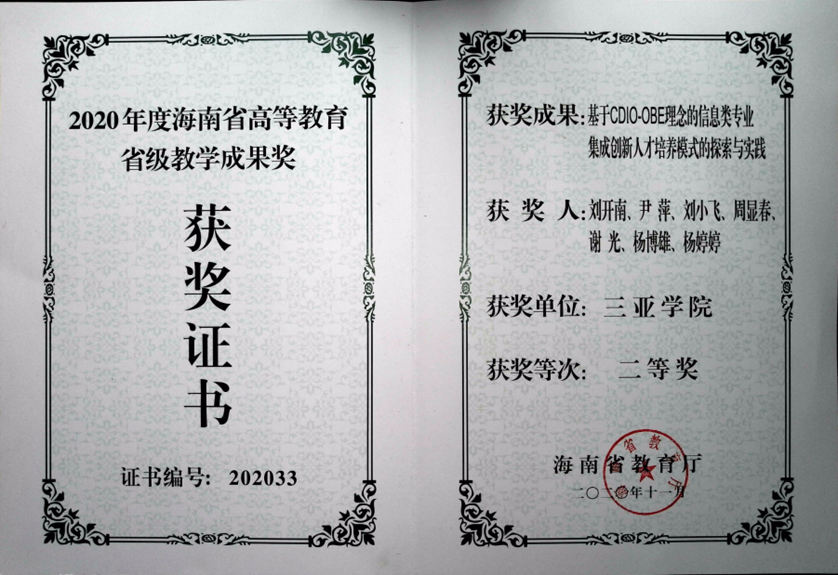 2020年度海南省高等教育
省级教学成果奖
获奖证书
证书编号: 202033
获奖成果:基于CDIO-OBE理念的信息类专业
集成创新人才培养模式的探索与实践
获奖人:刘开南、尹萍、刘小飞、周显春、
谢光、杨博雄、杨婷婷
获奖单位: 三亚学院
获奖等次: 二等奖
海南省教育厅
二〇二〇年十一月